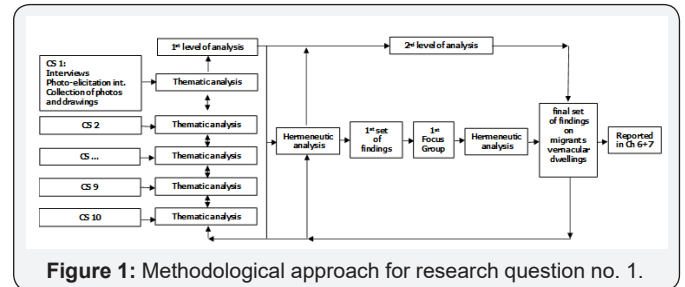 CS 1:
Interviews
Photo-elicitation int.
Collection of photos
and drawings
CS 2
CS ...
CS 9
CS 10
1st level of analysis
Thematic analysis
Thematic analysis
Thematic analysis
Thematic analysis
Thematic analysis
2nd level of analysis
Hermeneutic
analysis
1st set
of
findings
1st
Focus
Group
Hermeneutic
analysis
final set
of findings
on
migrants
vernacular
dwellings
Reported
in Ch 6+7
Figure 1: Methodological approach for research question no. 1.